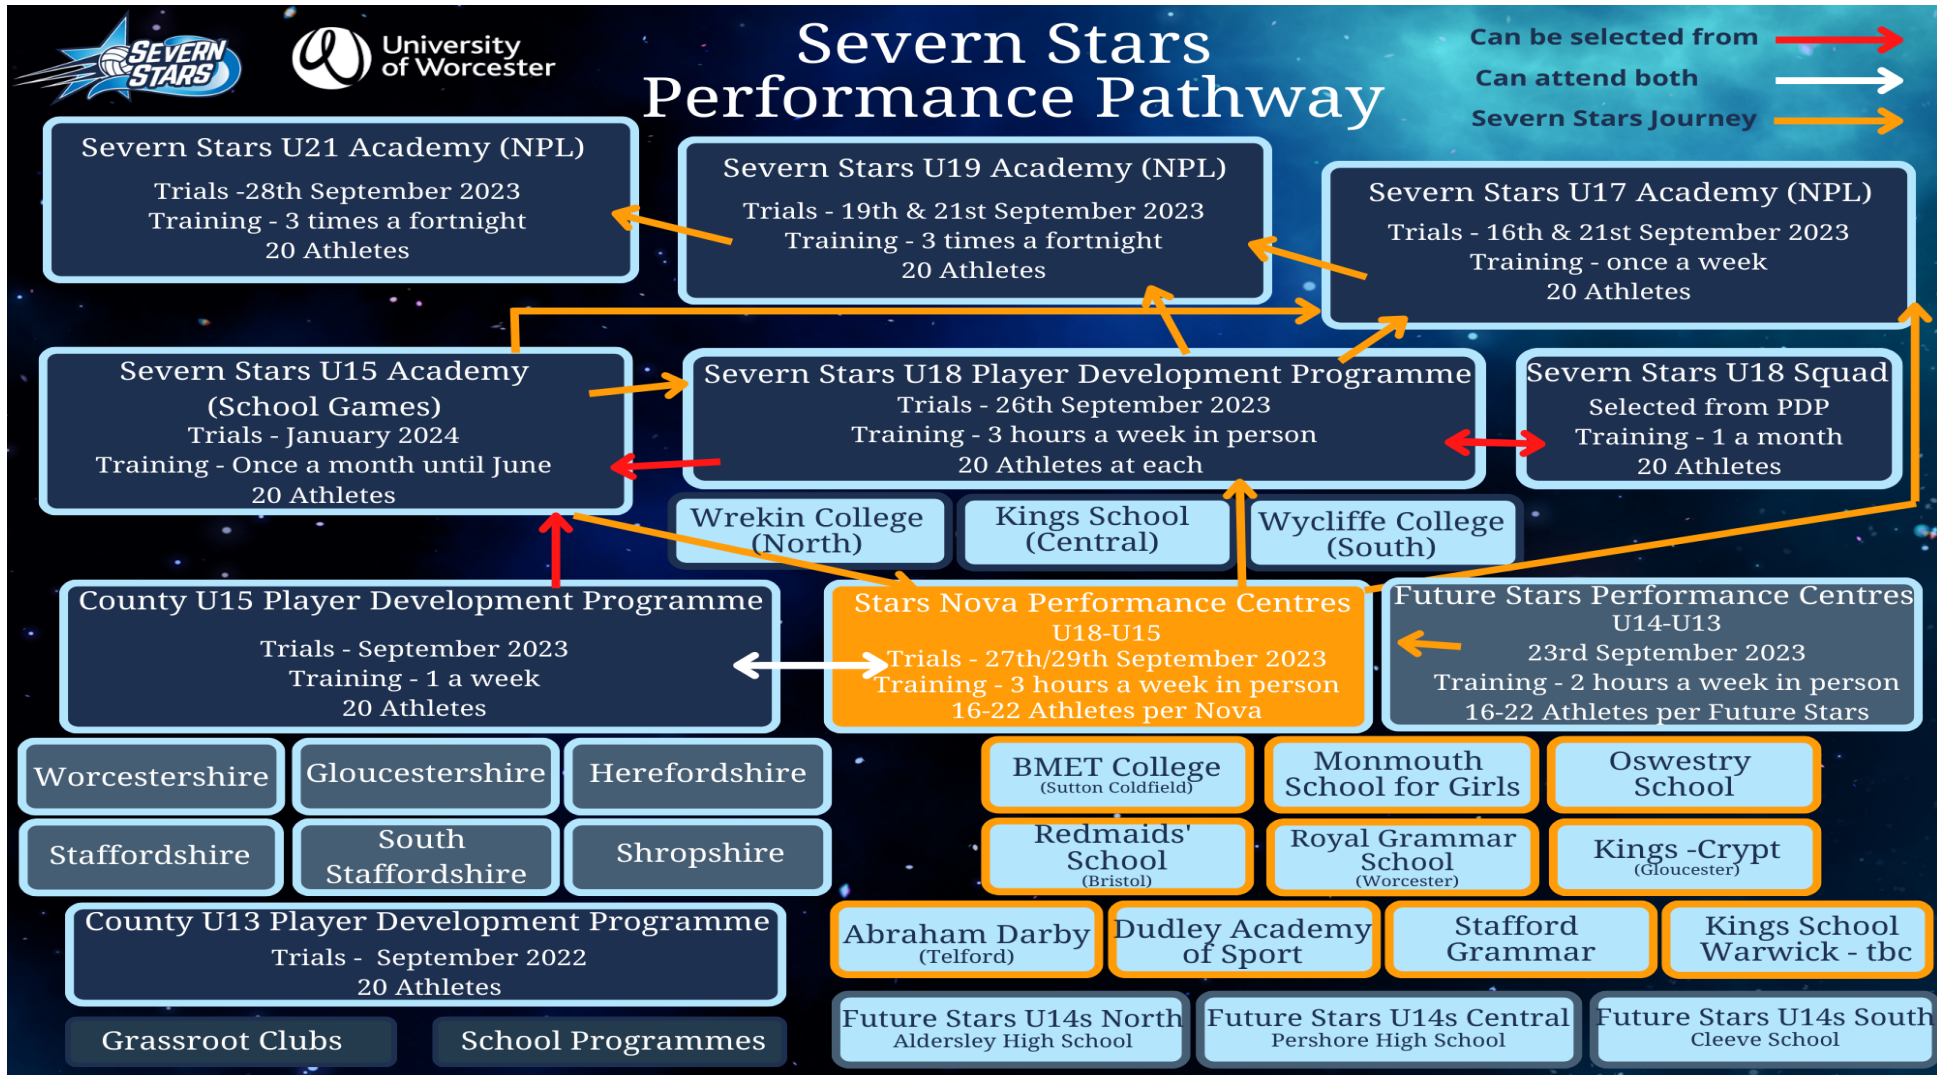 SEVERN
STARS
University
of Worcester
Severn Stars
Performance Pathway
Can be selected from
Can attend both
Severn Stars Journey
Severn Stars U21 Academy (NPL)
Trials -28th September 2023
Training - 3 times a fortnight
20 Athletes
Severn Stars U19 Academy (NPL)
Trials - 19th & 21st September 2023
Training - 3 times a fortnight
20 Athletes
Severn Stars U17 Academy (NPL)
Trials - 16th & 21st September 2023
Training - once a week
20 Athletes
Severn Stars U15 Academy
(School Games)
Trials - January 2024
Training - Once a month until June
20 Athletes
Severn Stars U18 Player Development Programme
Trials - 26th September 2023
Training - 3 hours a week in person
20 Athletes at each
Severn Stars U18 Squad
Selected from PDP
Training - 1 a month
20 Athletes
Wrekin College
(North)
Kings School
(Central)
Wycliffe College
(South)
County U15 Player Development Programme
Trials - September 2023
Training - 1 a week
20 Athletes
Stars Nova Performance Centres
U18-U15
Trials - 27th/29th September 2023
Training - 3 hours a week in person
16-22 Athletes per Nova
Future Stars Performance Centres
U14-U13
23rd September 2023
Training - 2 hours a week in person
16-22 Athletes per Future Stars
Worcestershire
Gloucestershire
Herefordshire
Staffordshire
South
Staffordshire
Shropshire
BMET College
(Sutton Coldfield)
Monmouth
School for Girls
Oswestry
School
Redmaids'
School
(Bristol)
Royal Grammar
School
(Worcester)
Kings -Crypt
(Gloucester)
Abraham Darby
(Telford)
Dudley Academy
of Sport
Stafford
Grammar
Kings School
Warwick - tbc
County U13 Player Development Programme
Trials - September 2022
20 Athletes
Grassroot Clubs
School Programmes
Future Stars U14s North
Aldersley High School
Future Stars U14s Central
Pershore High School
Future Stars U14s South
Cleeve School